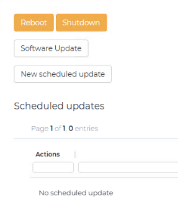 Reboot Shutdown
Software Update
New scheduled update
Scheduled updates
Page 1 of 1, 0 entries
Actions
No scheduled update